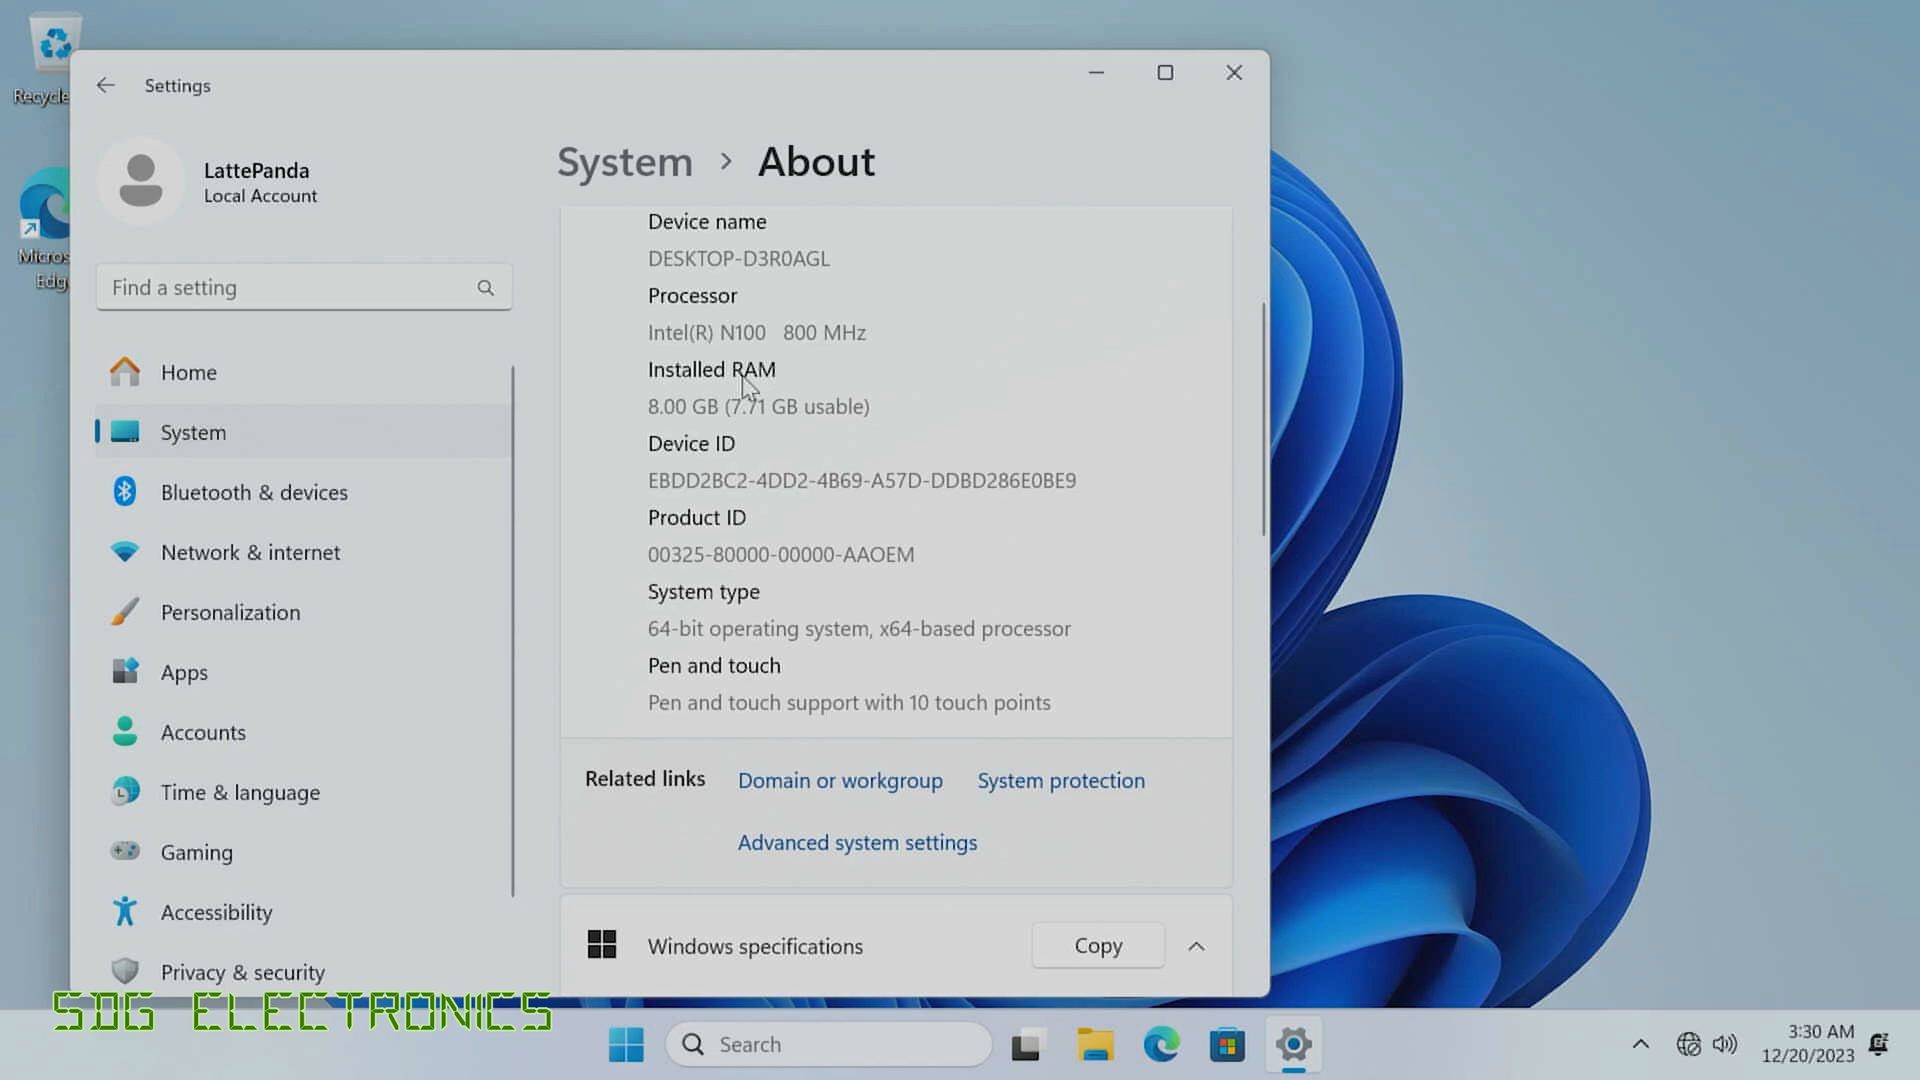 Recycle
Micros
Edg
Settings
LattePanda
Local Account
Find a setting
Home
System
Bluetooth & devices
Network & internet
Personalization
Apps
Accounts
Time & language
Gaming
Accessibility
Privacy & security
System > About
Device name
DESKTOP-D3R0AGL
Processor
Intel(R) N100 800 MHz
Installed RAM
8.00 GB (7.71 GB usable)
Device ID
EBDD2BC2-4DD2-4B69-A57D-DDBD286E0BE9
Product ID
00325-80000-00000-AAOEM
System type
64-bit operating system, x64-based processor
Pen and touch
Pen and touch support with 10 touch points
Related links Domain or workgroup System protection
Advanced system settings
Windows specifications Copy
SDG ELECTRONICS
Search
3:30 AM
12/20/2023